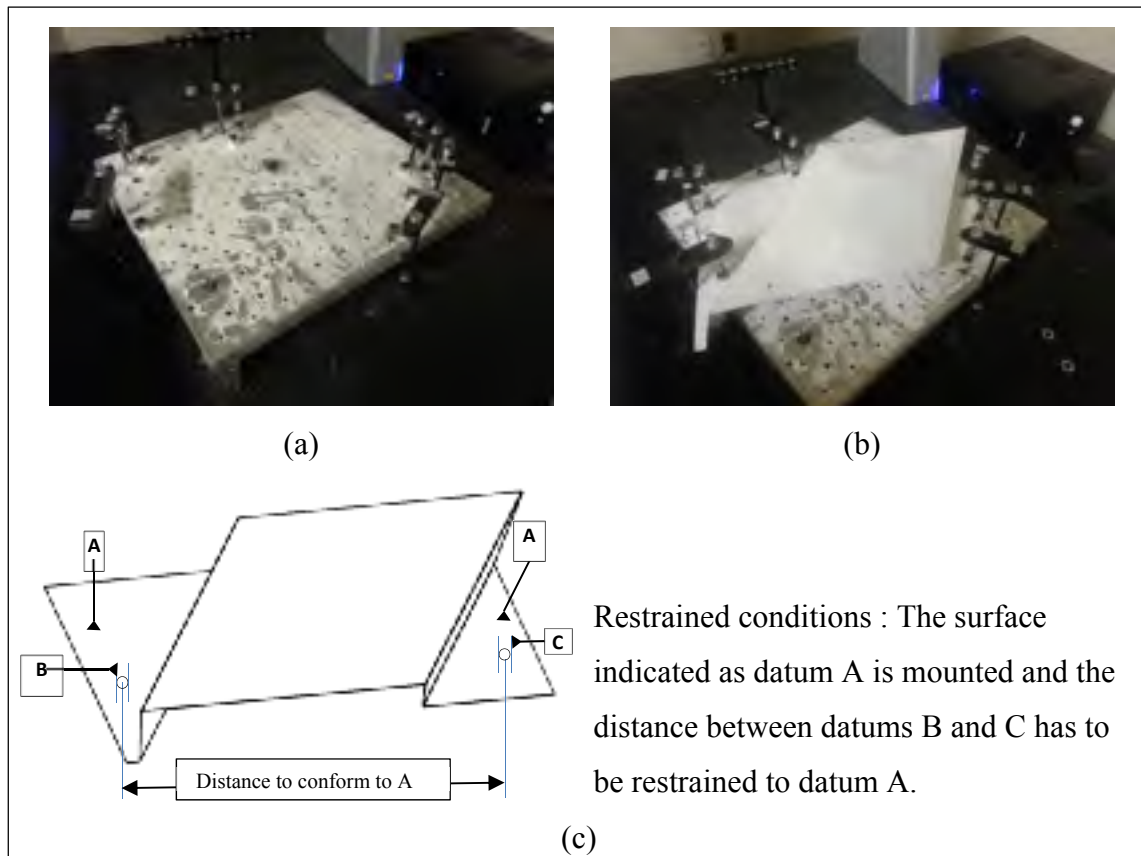 (a)
(b)
A
A
B
C
Distance to conform to A
Restrained conditions : The surface
indicated as datum A is mounted and the
distance between datums B and C has to
be restrained to datum A.
(c)